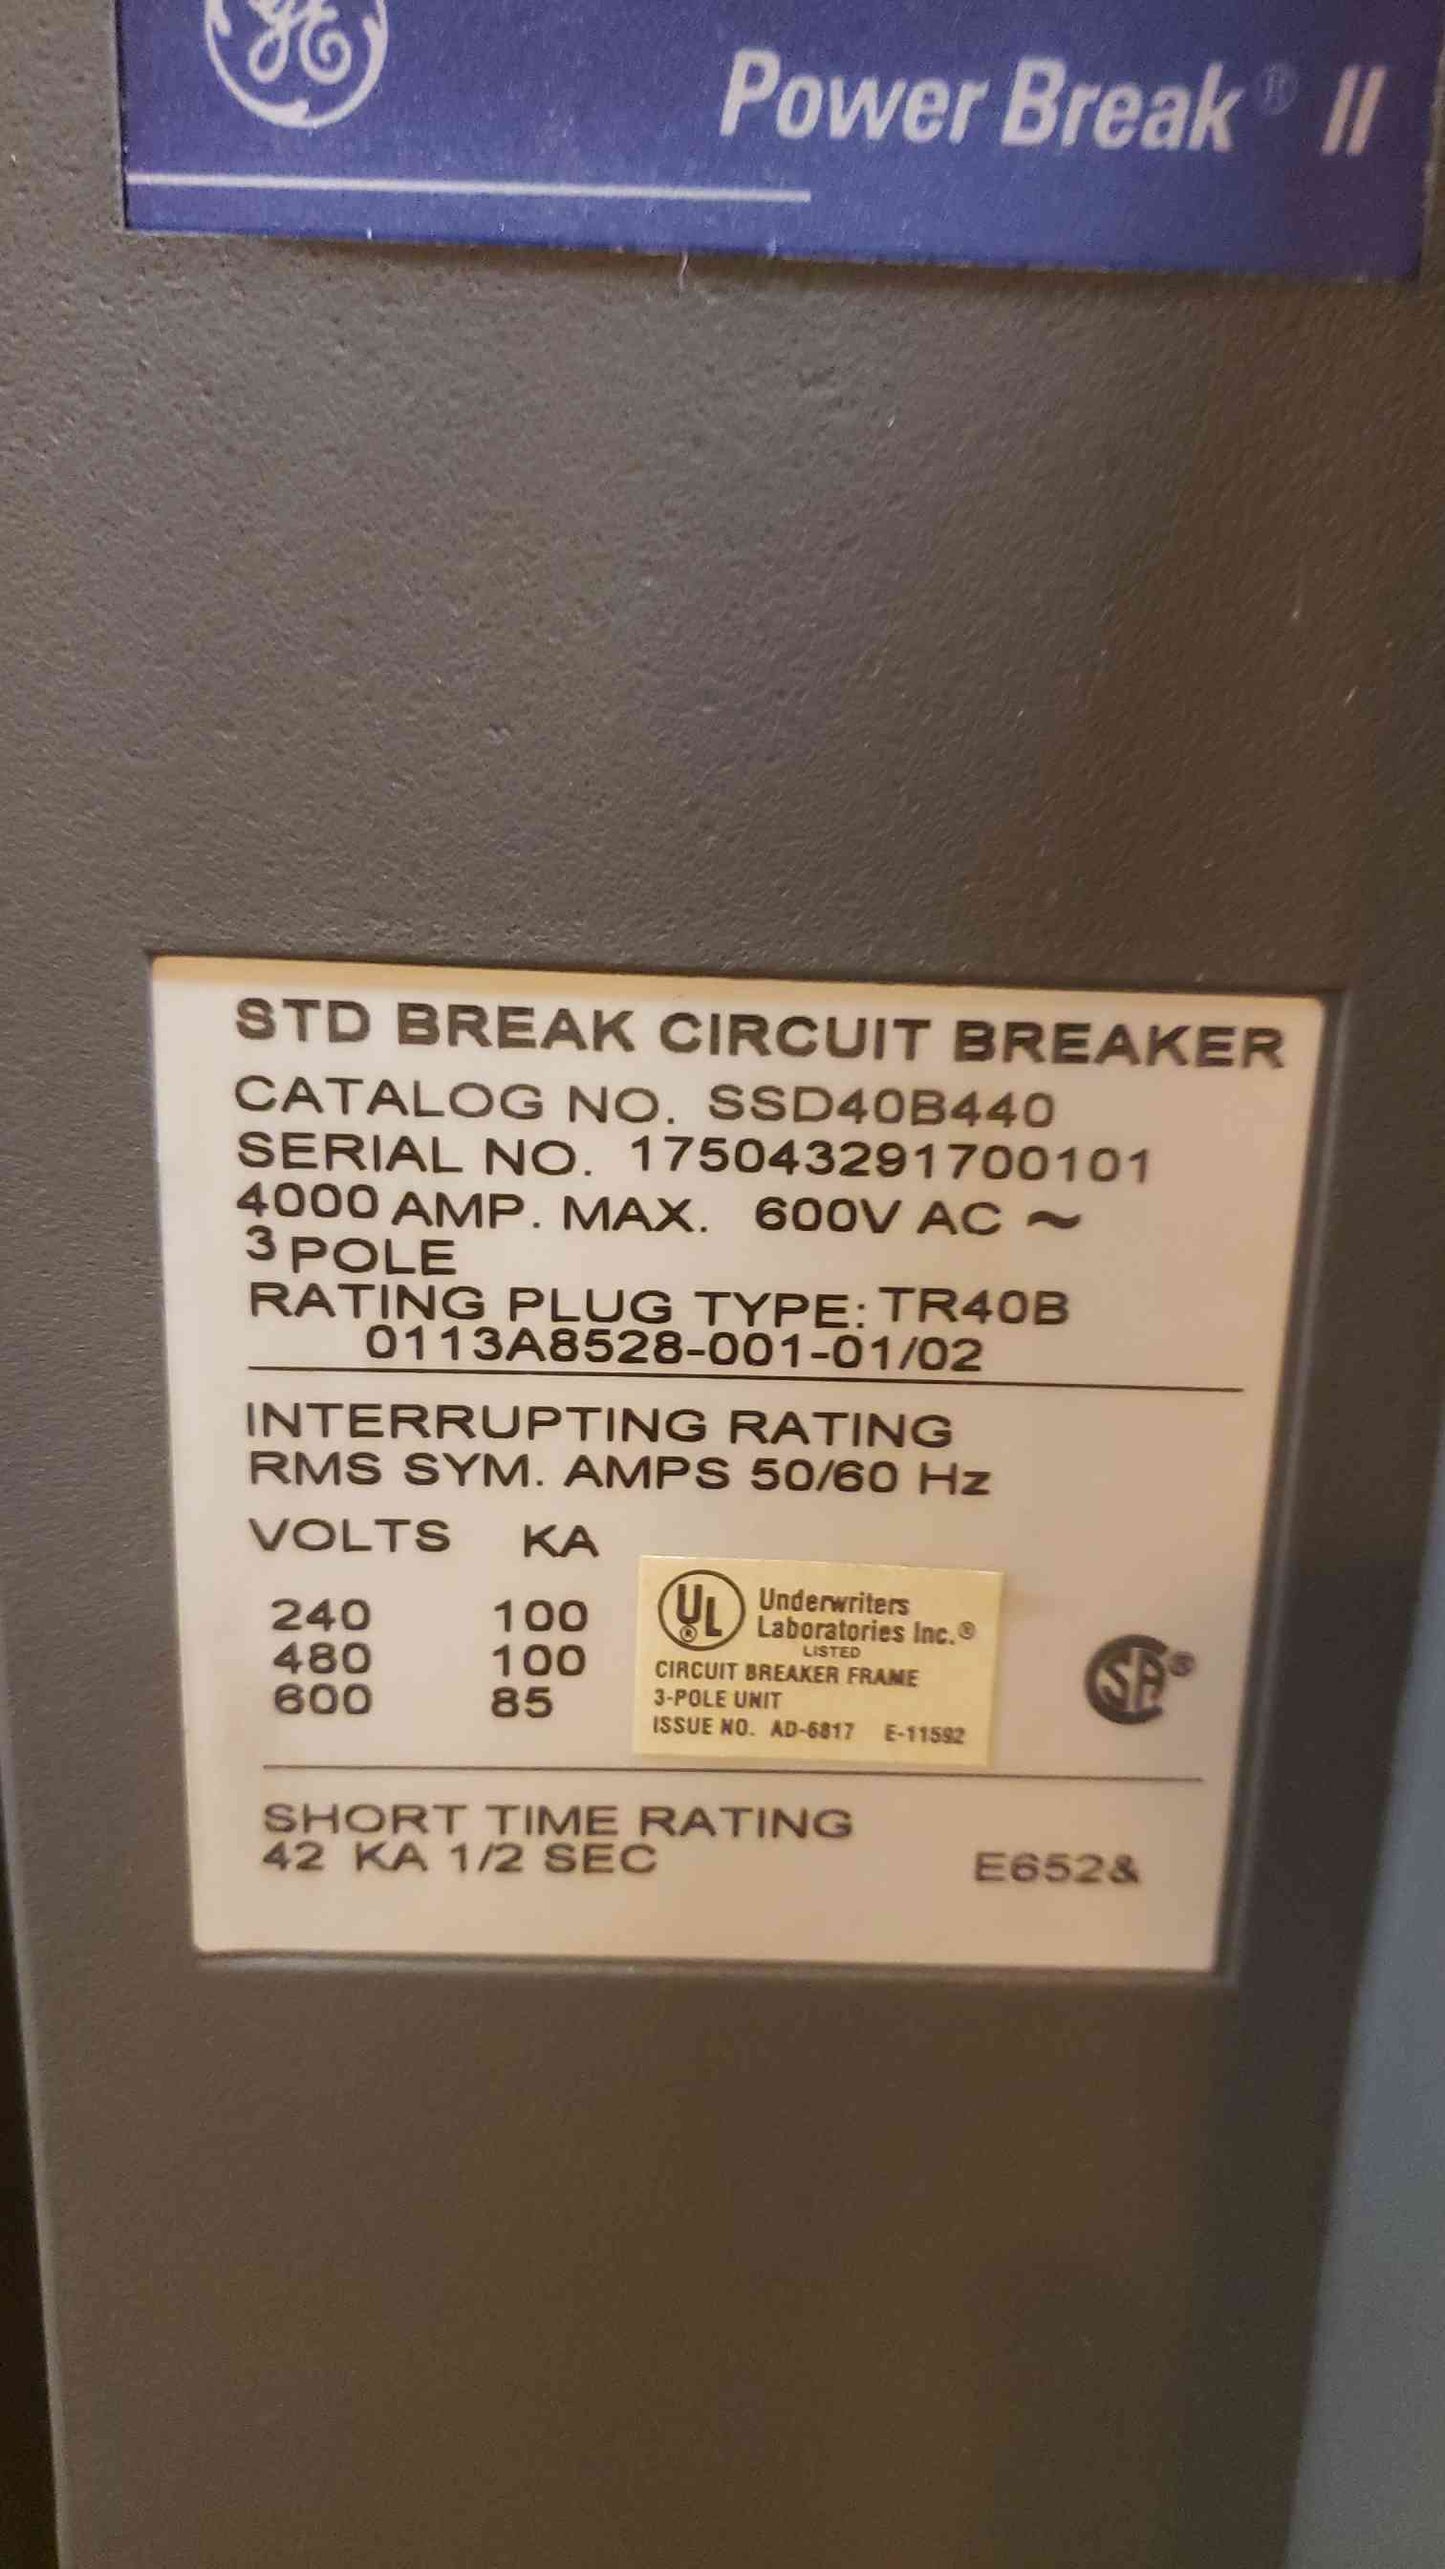 GE
Power Break® II
STD BREAK CIRCUIT BREAKER
CATALOG NO. SSD40B440
SERIAL NO. 175043291700101
4000 AMP. MAX. 600V AC ~
3 POLE
RATING PLUG TYPE: TR40B
0113A8528-001-01/02
INTERRUPTING RATING
RMS SYM. AMPS 50/60 Hz
VOLTS KA
240 100
480 100
600 85
UL® Underwriters
Laboratories Inc.®
LISTED
CIRCUIT BREAKER FRAME
3-POLE UNIT
ISSUE NO. AD-6817 E-11592
SA®
SHORT TIME RATING
42 KA 1/2 SEC
E652&